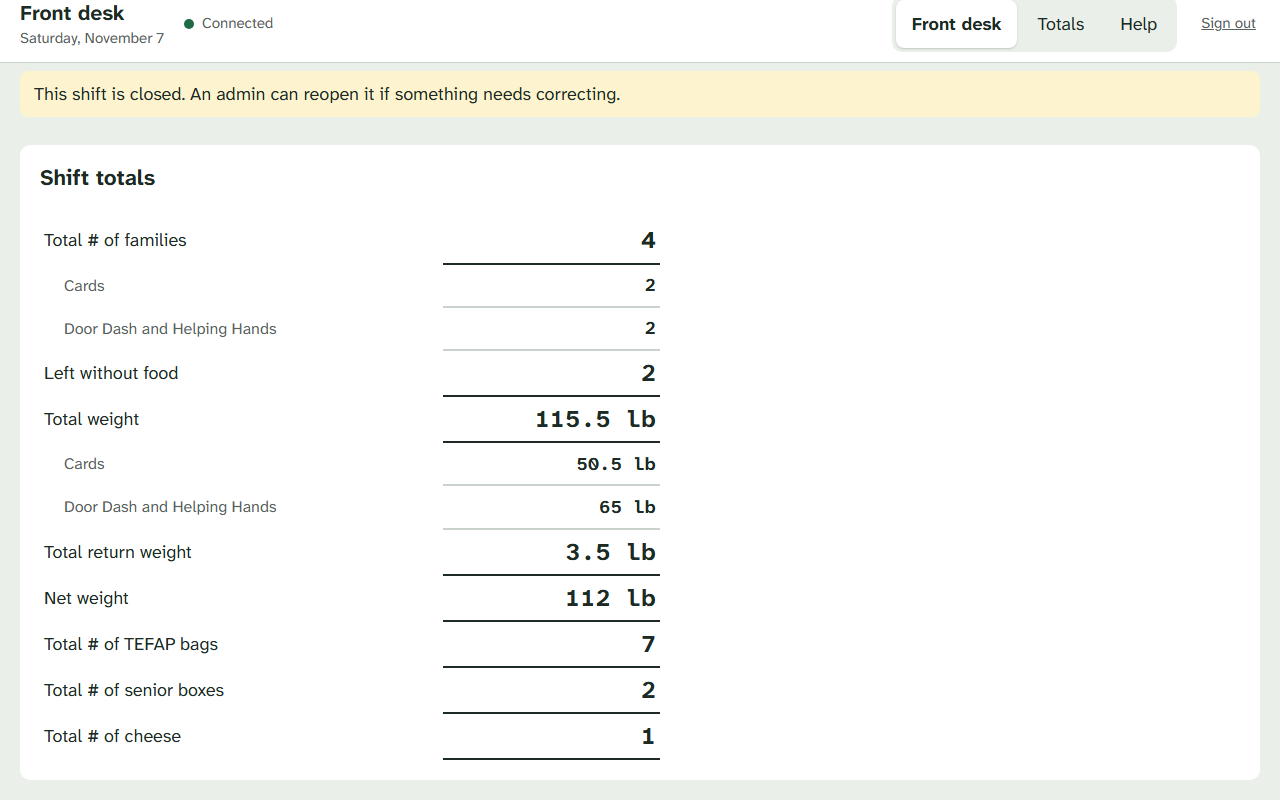 Front desk
Saturday, November 7
Connected
Front desk
Totals
Help
Sign out
This shift is closed. An admin can reopen it if something needs correcting.
Shift totals
Total # of families 4
Cards 2
Door Dash and Helping Hands 2
Left without food 2
Total weight 115.5 lb
Cards 50.5 lb
Door Dash and Helping Hands 65 lb
Total return weight 3.5 lb
Net weight 112 lb
Total # of TEFAP bags 7
Total # of senior boxes 2
Total # of cheese 1